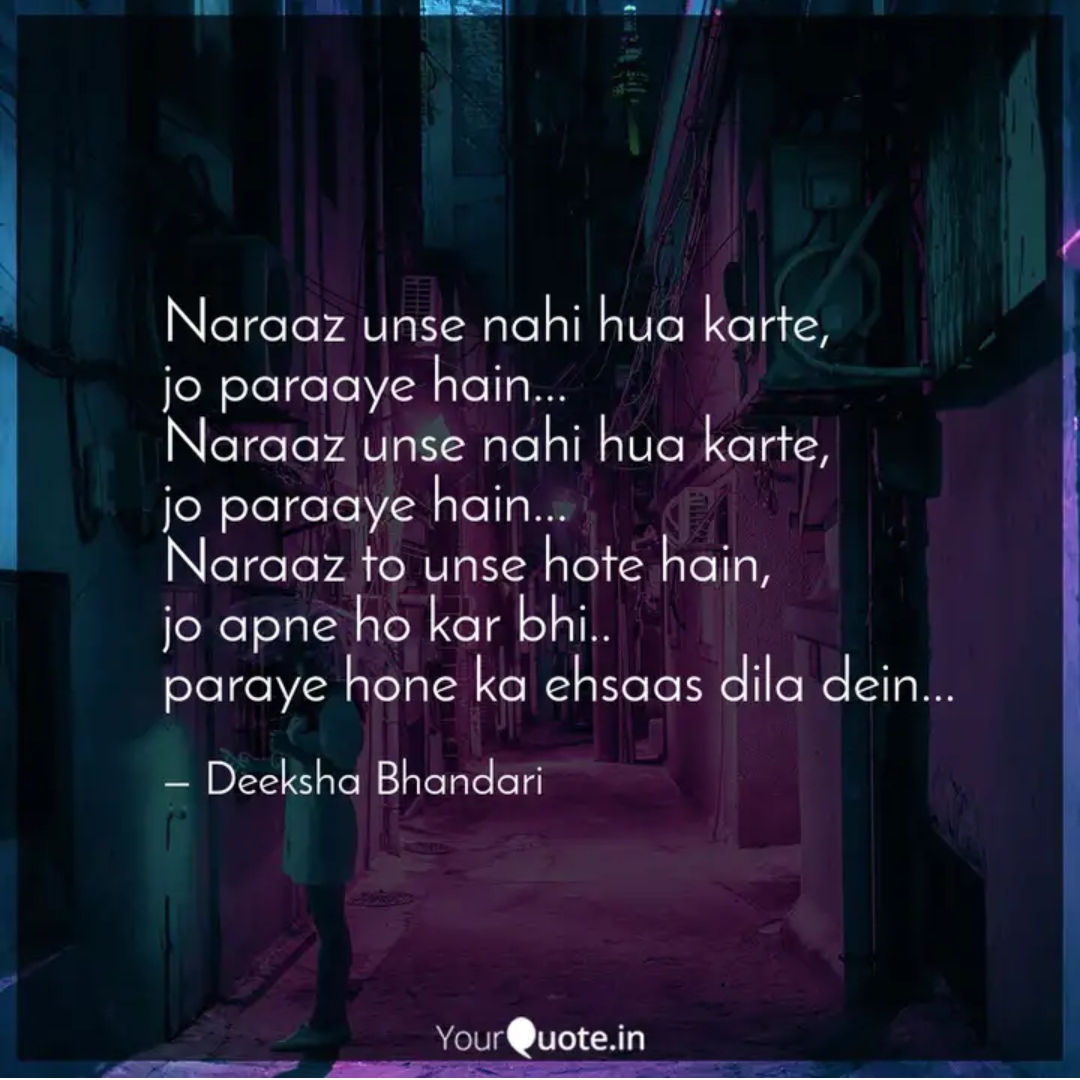 Naraaz unse nahi hua karte,
jo paraaye hain...
Naraaz unse nahi hua karte,
jo paraaye hain...
Naraaz to unse hote hain,
jo apne ho kar bhi..
paraye hone ka ehsaas dila dein...
– Deeksha Bhandari
YourQuote.in